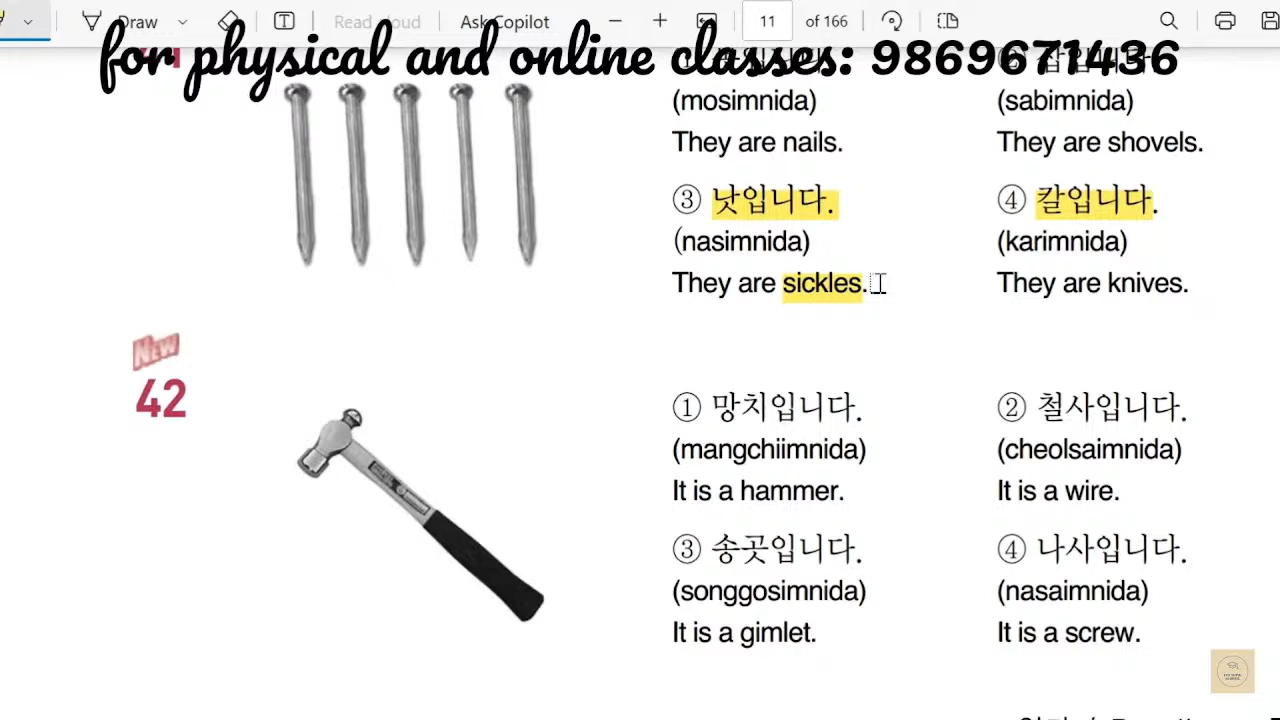 Draw
Read aloud
Ask Copilot
11
of 166
for physical and online classes: 9869671436
(mosimnida)
They are nails.
(sabimnida)
They are shovels.
③ 낫입니다.
(nasimnida)
They are sickles.
④ 칼입니다.
(karimnida)
They are knives.
NEW
42
① 망치입니다.
(mangchiimnida)
It is a hammer.
② 철사입니다.
(cheolsaimnida)
It is a wire.
③ 송곳입니다.
(songgosimnida)
It is a gimlet.
④ 나사입니다.
(nasaimnida)
It is a screw.